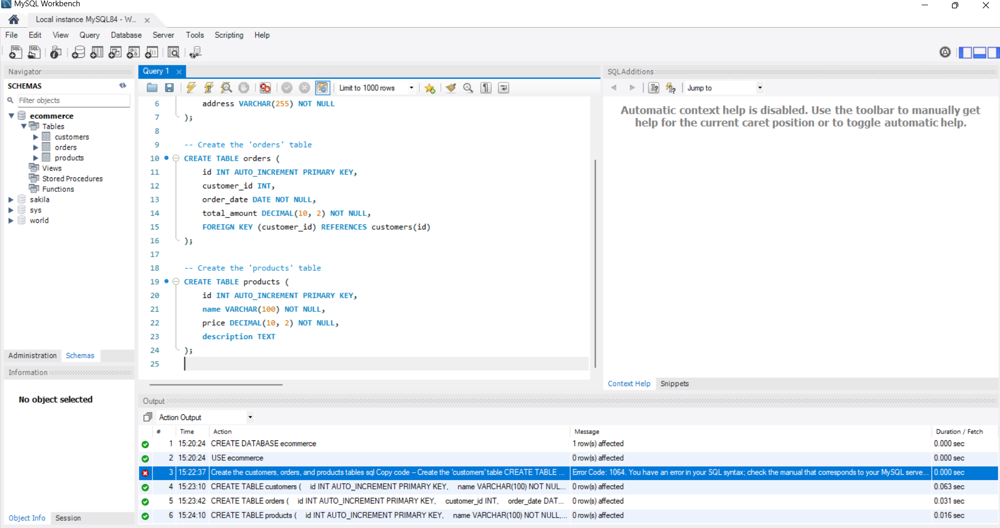 MySQL Workbench
Local instance MySQL84 - W...
File Edit View Query Database Server Tools Scripting Help
Navigator
SCHEMAS
Filter objects
ecommerce
Tables
customers
orders
products
Views
Stored Procedures
Functions
sakila
sys
world
Administration Schemas
Information
No object selected
Object Info Session
Query 1
Limit to 1000 rows
6 address VARCHAR(255) NOT NULL
7 );
8
9 -- Create the 'orders' table
10 CREATE TABLE orders (
11 id INT AUTO_INCREMENT PRIMARY KEY,
12 customer_id INT,
13 order_date DATE NOT NULL,
14 total_amount DECIMAL(10, 2) NOT NULL,
15 FOREIGN KEY (customer_id) REFERENCES customers(id)
16 );
17
18 -- Create the 'products' table
19 CREATE TABLE products (
20 id INT AUTO_INCREMENT PRIMARY KEY,
21 name VARCHAR(100) NOT NULL,
22 price DECIMAL(10, 2) NOT NULL,
23 description TEXT
24 );
25
SQLAdditions
Jump to
Automatic context help is disabled. Use the toolbar to manually get
help for the current caret position or to toggle automatic help.
Context Help Snippets
Output
Action Output
# Time Action Message Duration / Fetch
1 15:20:24 CREATE DATABASE ecommerce 1 row(s) affected 0.000 sec
2 15:20:24 USE ecommerce 0 row(s) affected 0.000 sec
3 15:22:37 Create the customers, orders, and products tables sql Copy code -- Create the 'customers' table CREATE TABLE ... Error Code: 1064. You have an error in your SQL syntax; check the manual that corresponds to your MySQL serve... 0.000 sec
4 15:23:10 CREATE TABLE customers ( id INT AUTO_INCREMENT PRIMARY KEY, name VARCHAR(100) NOT NUL... 0 row(s) affected 0.063 sec
5 15:23:42 CREATE TABLE orders ( id INT AUTO_INCREMENT PRIMARY KEY, customer_id INT, order_date DAT... 0 row(s) affected 0.031 sec
6 15:24:10 CREATE TABLE products ( id INT AUTO_INCREMENT PRIMARY KEY, name VARCHAR(100) NOT NULL,... 0 row(s) affected 0.016 sec